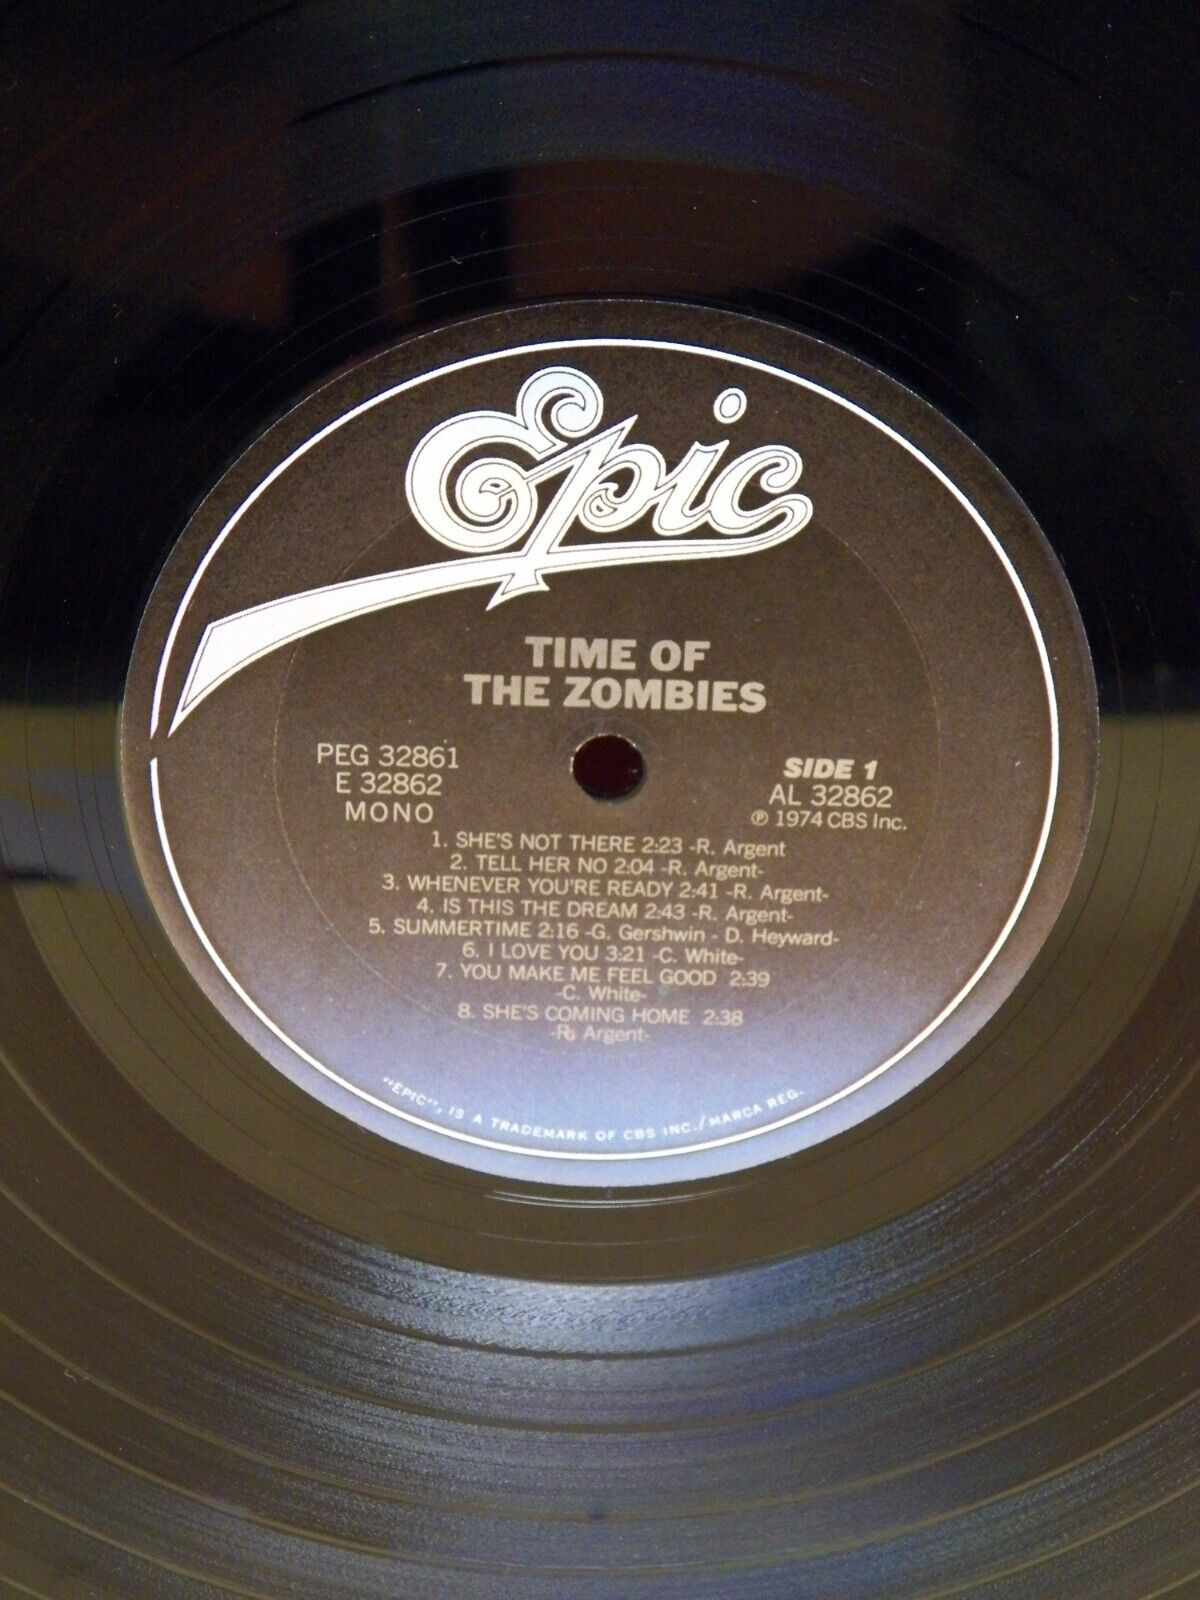 Epic
TIME OF
THE ZOMBIES
PEG 32861
E 32862
MONO
SIDE 1
AL 32862
℗ 1974 CBS Inc.
1. SHE'S NOT THERE 2:23 -R. Argent
2. TELL HER NO 2:04 -R. Argent-
3. WHENEVER YOU'RE READY 2:41 -R. Argent-
4. IS THIS THE DREAM 2:43 -R. Argent-
5. SUMMERTIME 2:16 -G. Gershwin - D. Heyward-
6. I LOVE YOU 3:21 -C. White-
7. YOU MAKE ME FEEL GOOD 2:39
-C. White-
8. SHE'S COMING HOME 2:38
-R. Argent-
"EPIC", IS A TRADEMARK OF CBS INC./MARCA REG.